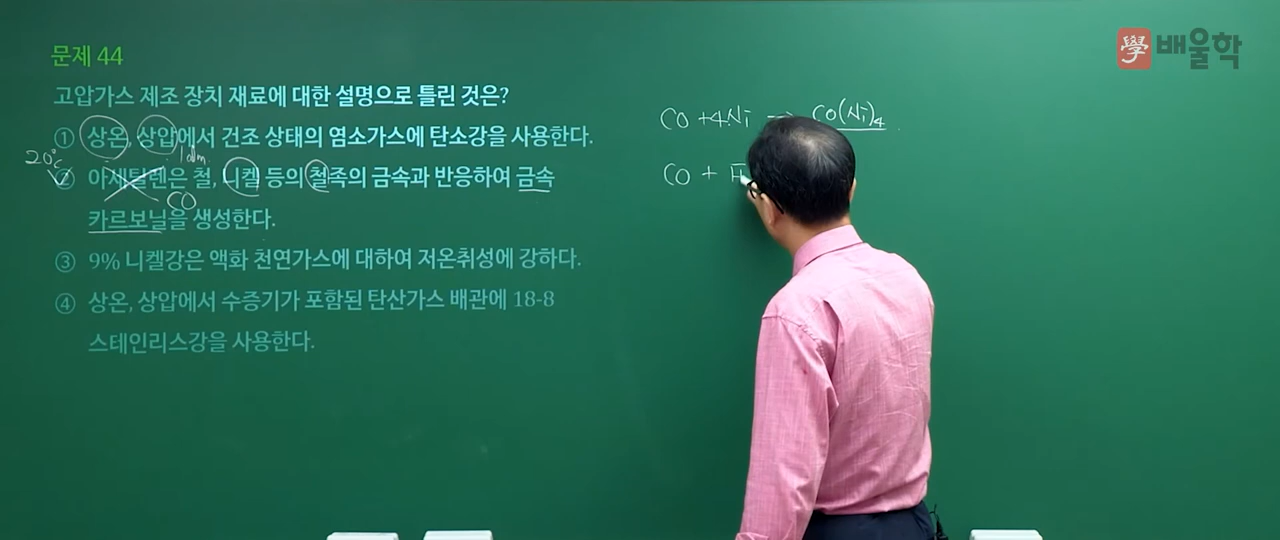 문제 44
學 배울학
고압가스 제조 장치 재료에 대한 설명으로 틀린 것은?
① 상온, 상압에서 건조 상태의 염소가스에 탄소강을 사용한다.
20℃ 1atm
② 아세틸렌은 철, 니켈 등의 철족의 금속과 반응하여 금속
CO
카르보닐을 생성한다.
③ 9% 니켈강은 액화 천연가스에 대하여 저온취성에 강하다.
④ 상온, 상압에서 수증기가 포함된 탄산가스 배관에 18-8
스테인리스강을 사용한다.
CO +4Ni → CO(Ni)4
CO + F